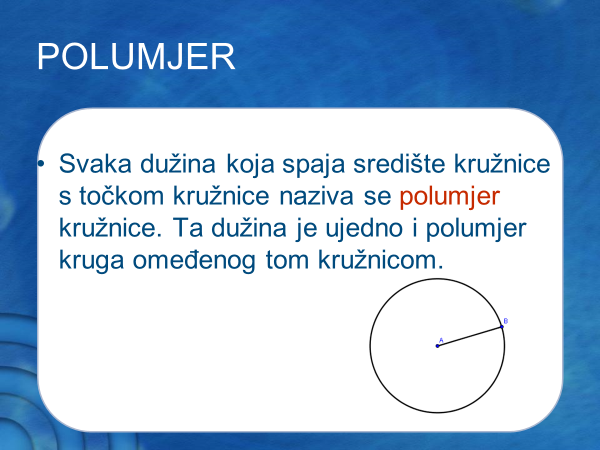 POLUMJER
• Svaka dužina koja spaja središte kružnice
s točkom kružnice naziva se polumjer
kružnice. Ta dužina je ujedno i polumjer
kruga omeđenog tom kružnicom.
B
A